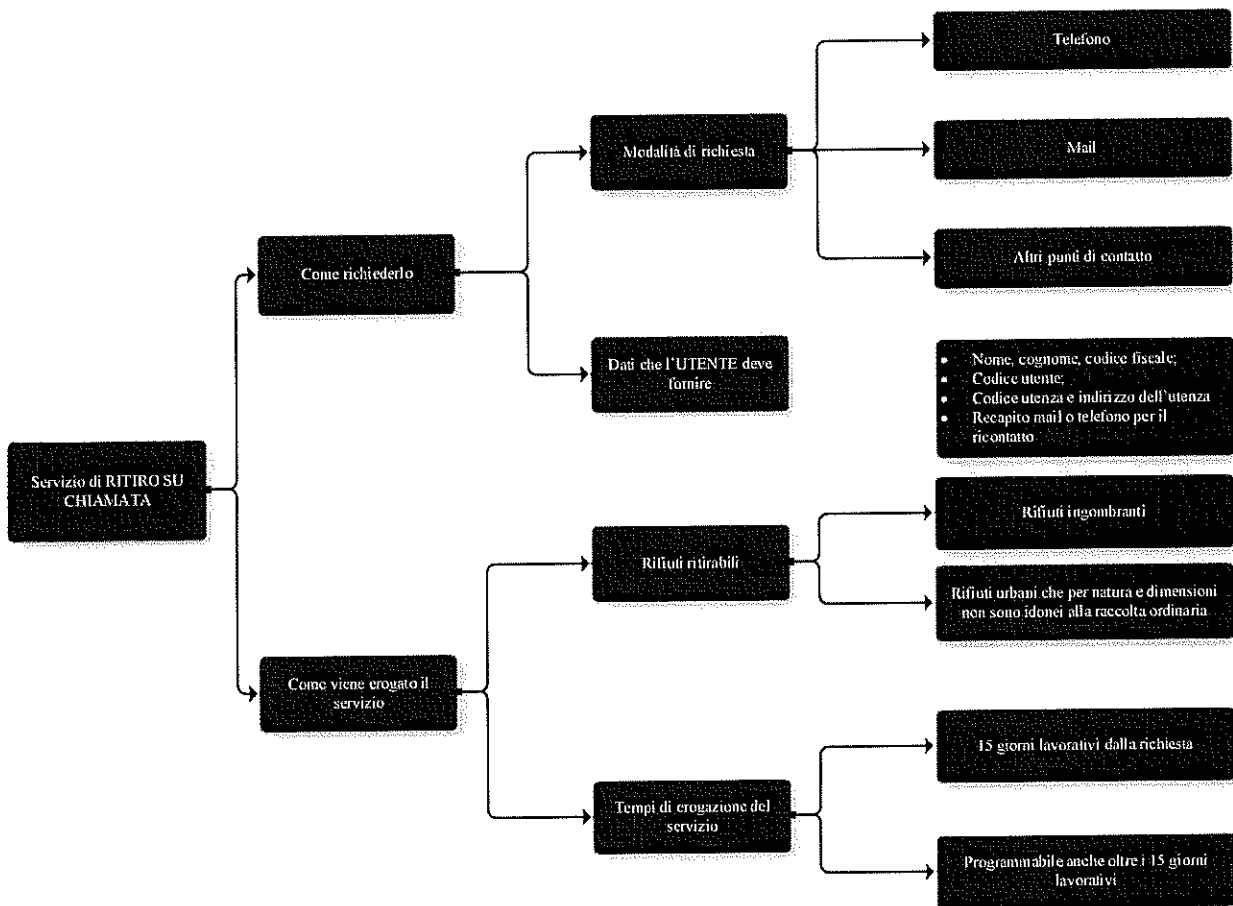 Servizio di RITIRO SU
CHIAMATA
Come richiederlo
Modalità di richiesta
Telefono
Mail
Altri punti di contatto
Dati che l'UTENTE deve
fornire
• Nome, cognome, codice fiscale;
• Codice utente;
• Codice utenza e indirizzo dell'utenza
• Recapito mail o telefono per il
ricontatto
Come viene erogato il
servizio
Rifiuti ritirabili
Rifiuti ingombranti
Rifiuti urbani che per natura e dimensioni
non sono idonei alla raccolta ordinaria
Tempi di erogazione del
servizio
15 giorni lavorativi dalla richiesta
Programmabile anche oltre i 15 giorni
lavorativi